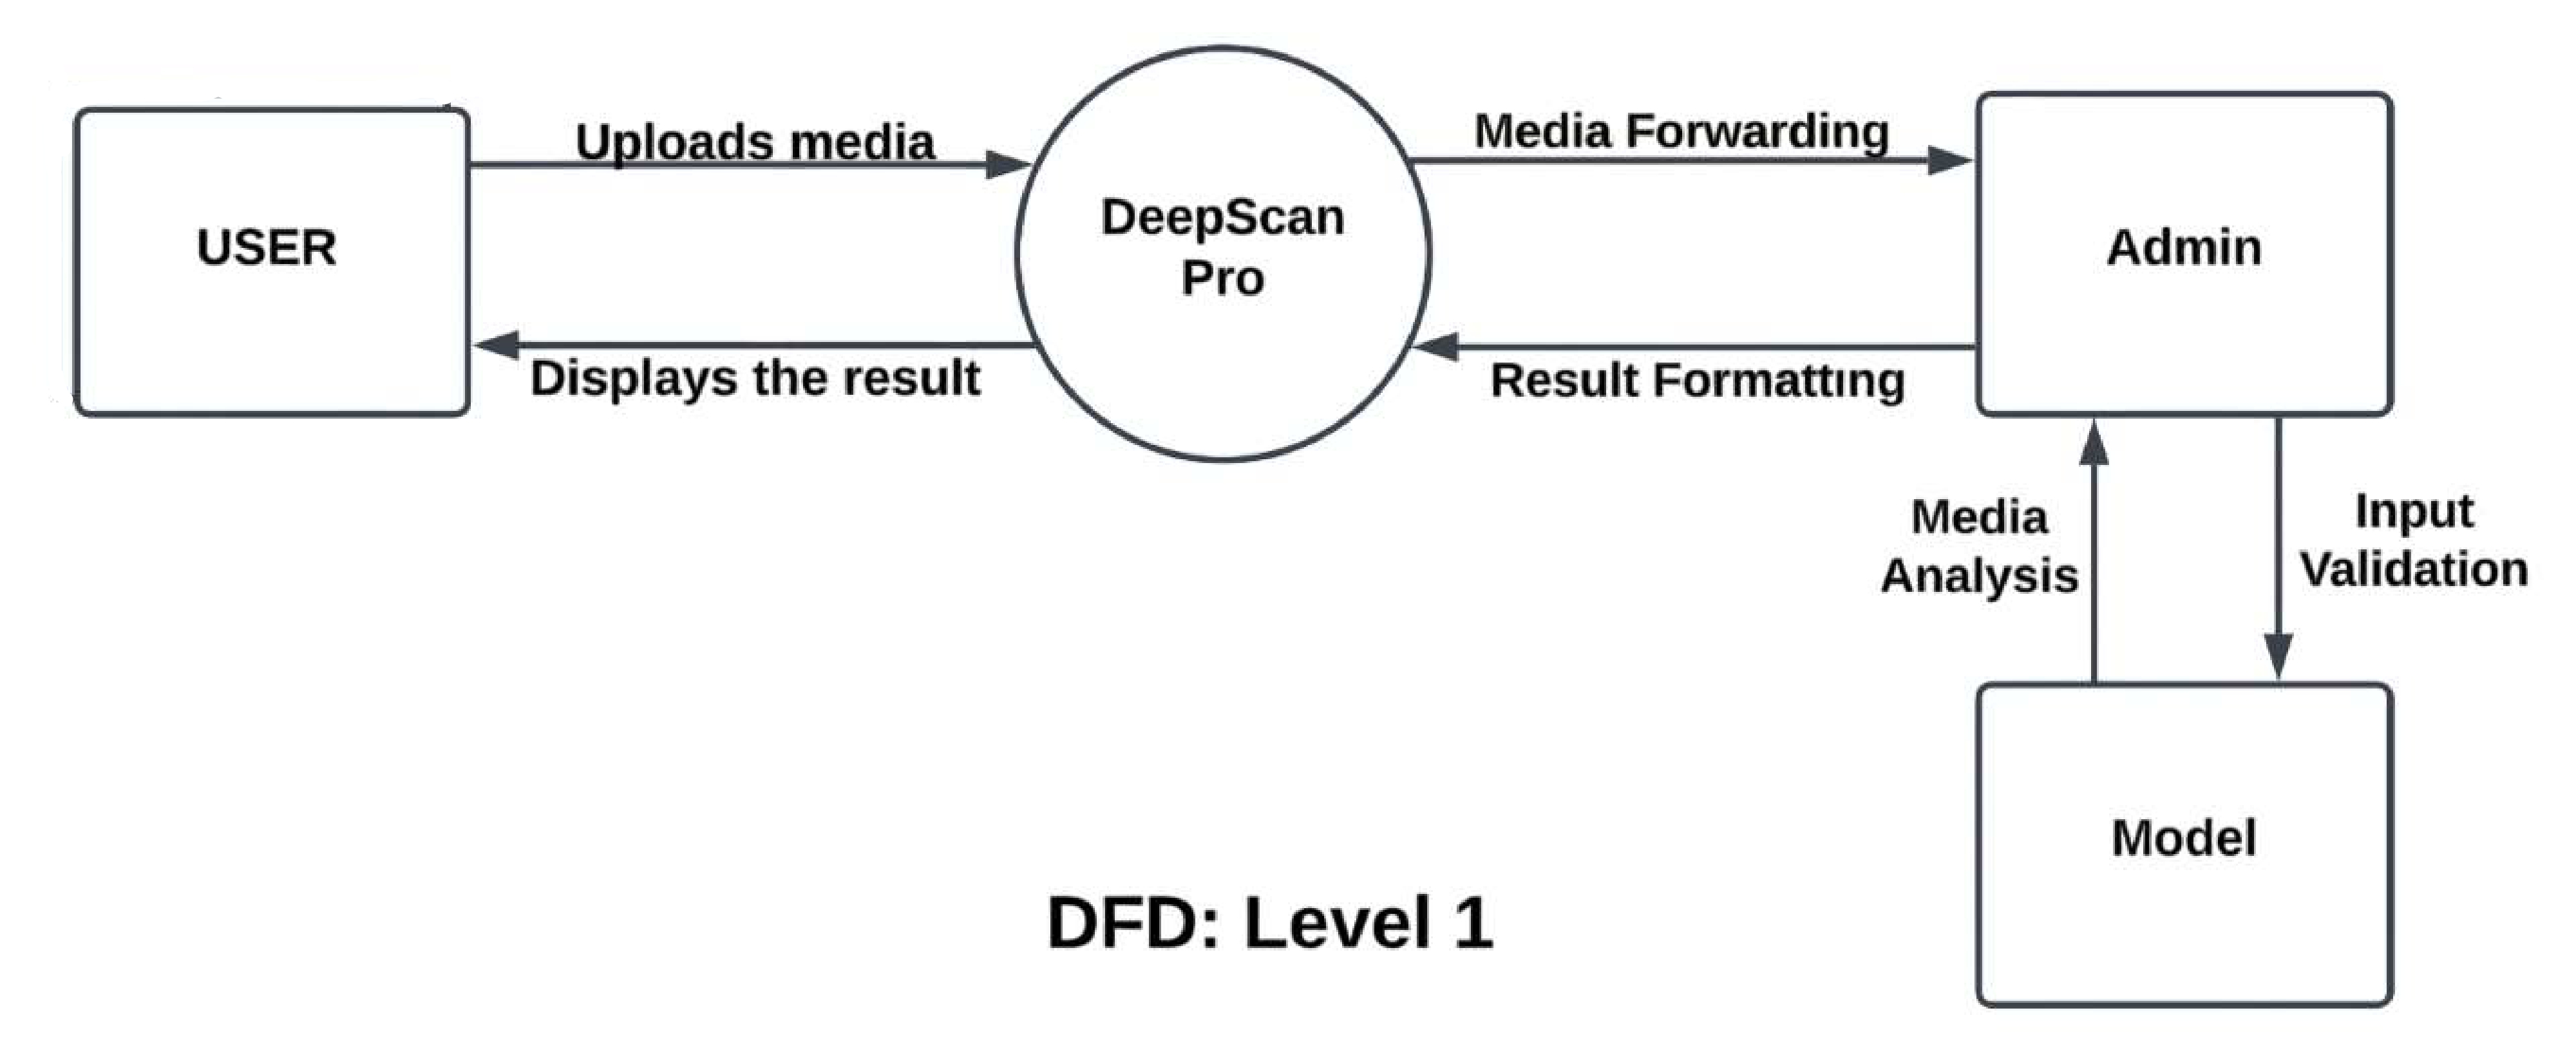 Uploads media
Media Forwarding
USER
DeepScan
Pro
Admin
Displays the result
Result Formatting
Media
Analysis
Input
Validation
Model
DFD: Level 1